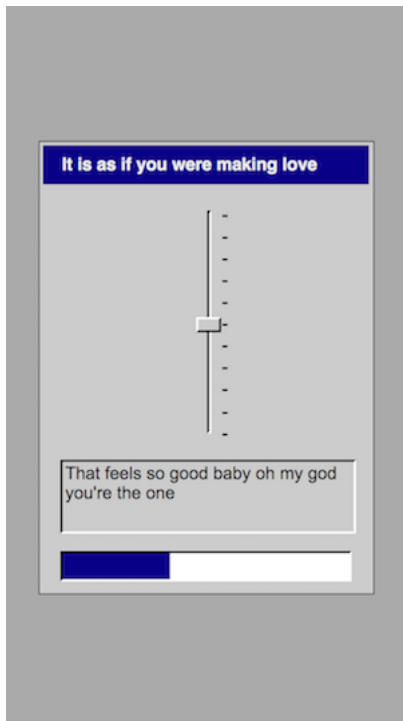 It is as if you were making love
That feels so good baby oh my god
you're the one